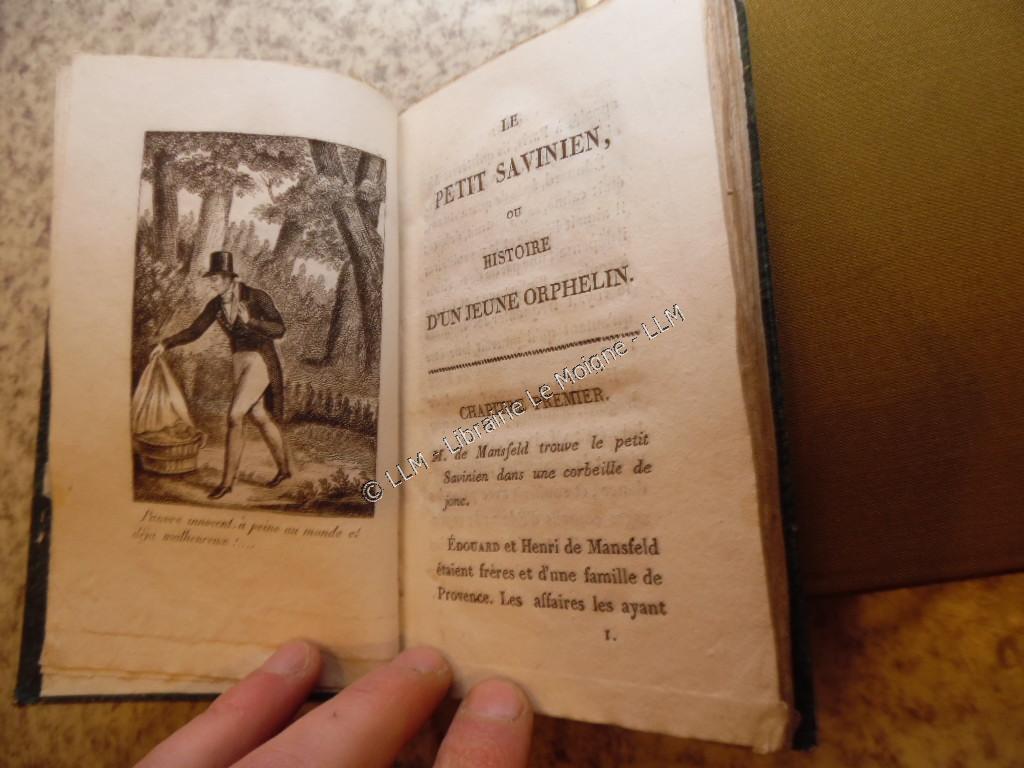 Pauvre innocent, à peine au monde et
déja malheureux !....
LE
PETIT SAVINIEN,
OU
HISTOIRE
D'UN JEUNE ORPHELIN.
CHAPITRE PREMIER.
M. de Mansfeld trouve le petit
Savinien dans une corbeille de
jonc.
ÉDOUARD et Henri de Mansfeld
étaient frères et d'une famille de
Provence. Les affaires les ayant
1.
© LLM - Librairie Le Moigne - LLM